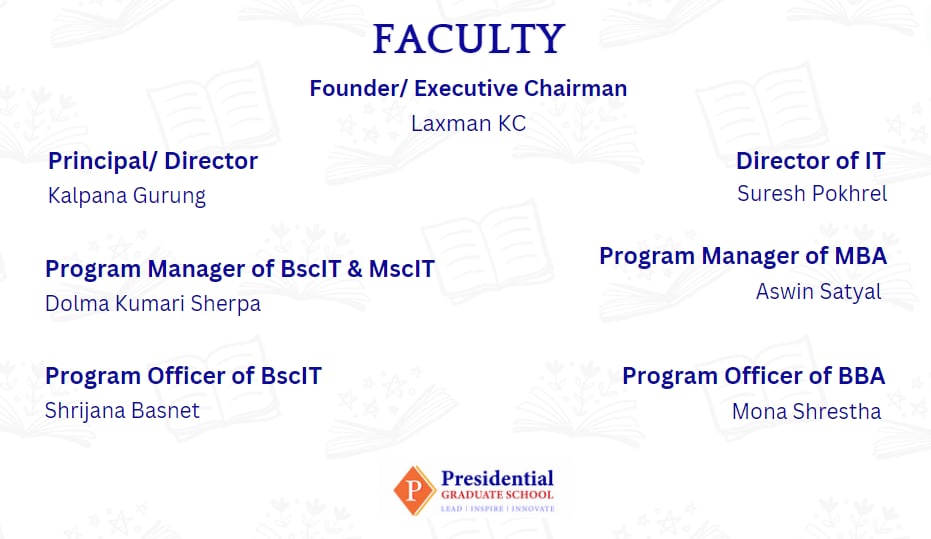 FACULTY
Founder/ Executive Chairman
Laxman KC
Principal/ Director
Kalpana Gurung
Director of IT
Suresh Pokhrel
Program Manager of BscIT & MscIT
Dolma Kumari Sherpa
Program Manager of MBA
Aswin Satyal
Program Officer of BscIT
Shrijana Basnet
Program Officer of BBA
Mona Shrestha
P
Presidential
GRADUATE SCHOOL
LEAD | INSPIRE | INNOVATE